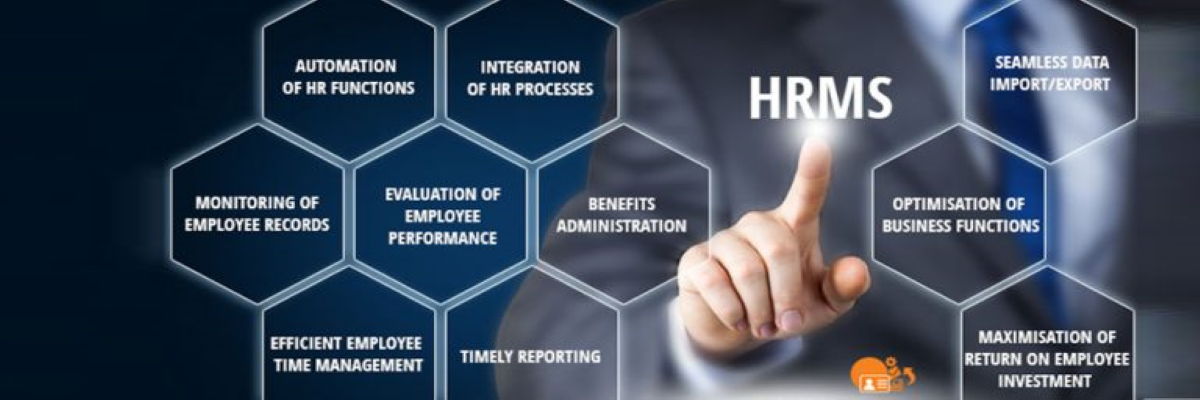 AUTOMATION
OF HR FUNCTIONS
INTEGRATION
OF HR PROCESSES
HRMS
SEAMLESS DATA
IMPORT/EXPORT
MONITORING OF
EMPLOYEE RECORDS
EVALUATION OF
EMPLOYEE
PERFORMANCE
BENEFITS
ADMINISTRATION
OPTIMISATION OF
BUSINESS FUNCTIONS
EFFICIENT EMPLOYEE
TIME MANAGEMENT
TIMELY REPORTING
MAXIMISATION OF
RETURN ON EMPLOYEE
INVESTMENT